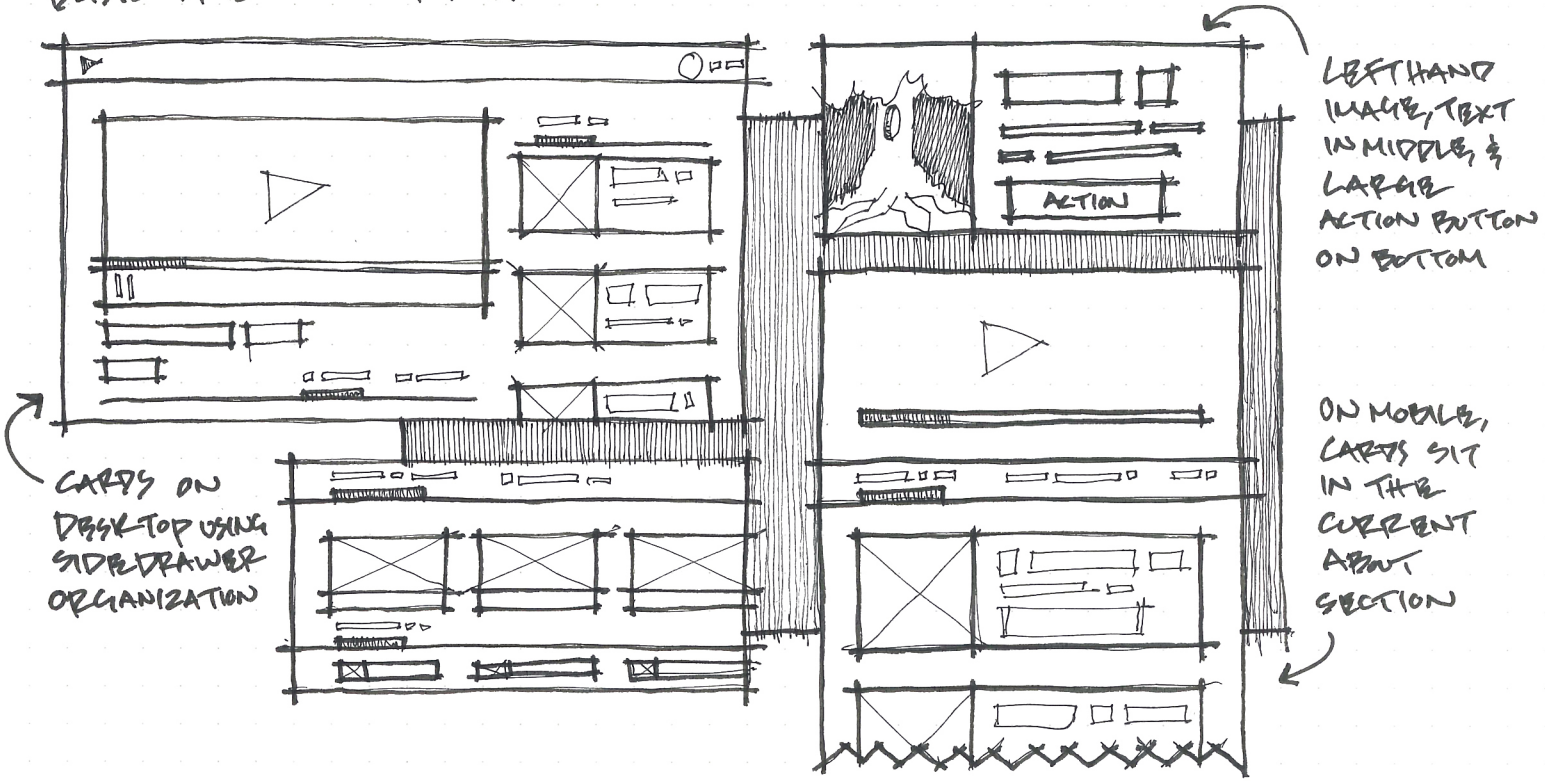 LEFTHAND
IMAGE, TEXT
IN MIDDLE, &
LARGE
ACTION BUTTON
ON BOTTOM
ACTION
ON MOBILE,
CARDS SIT
IN THE
CURRENT
ABOUT
SECTION
CARDS ON
DESKTOP USING
SIDEDRAWER
ORGANIZATION